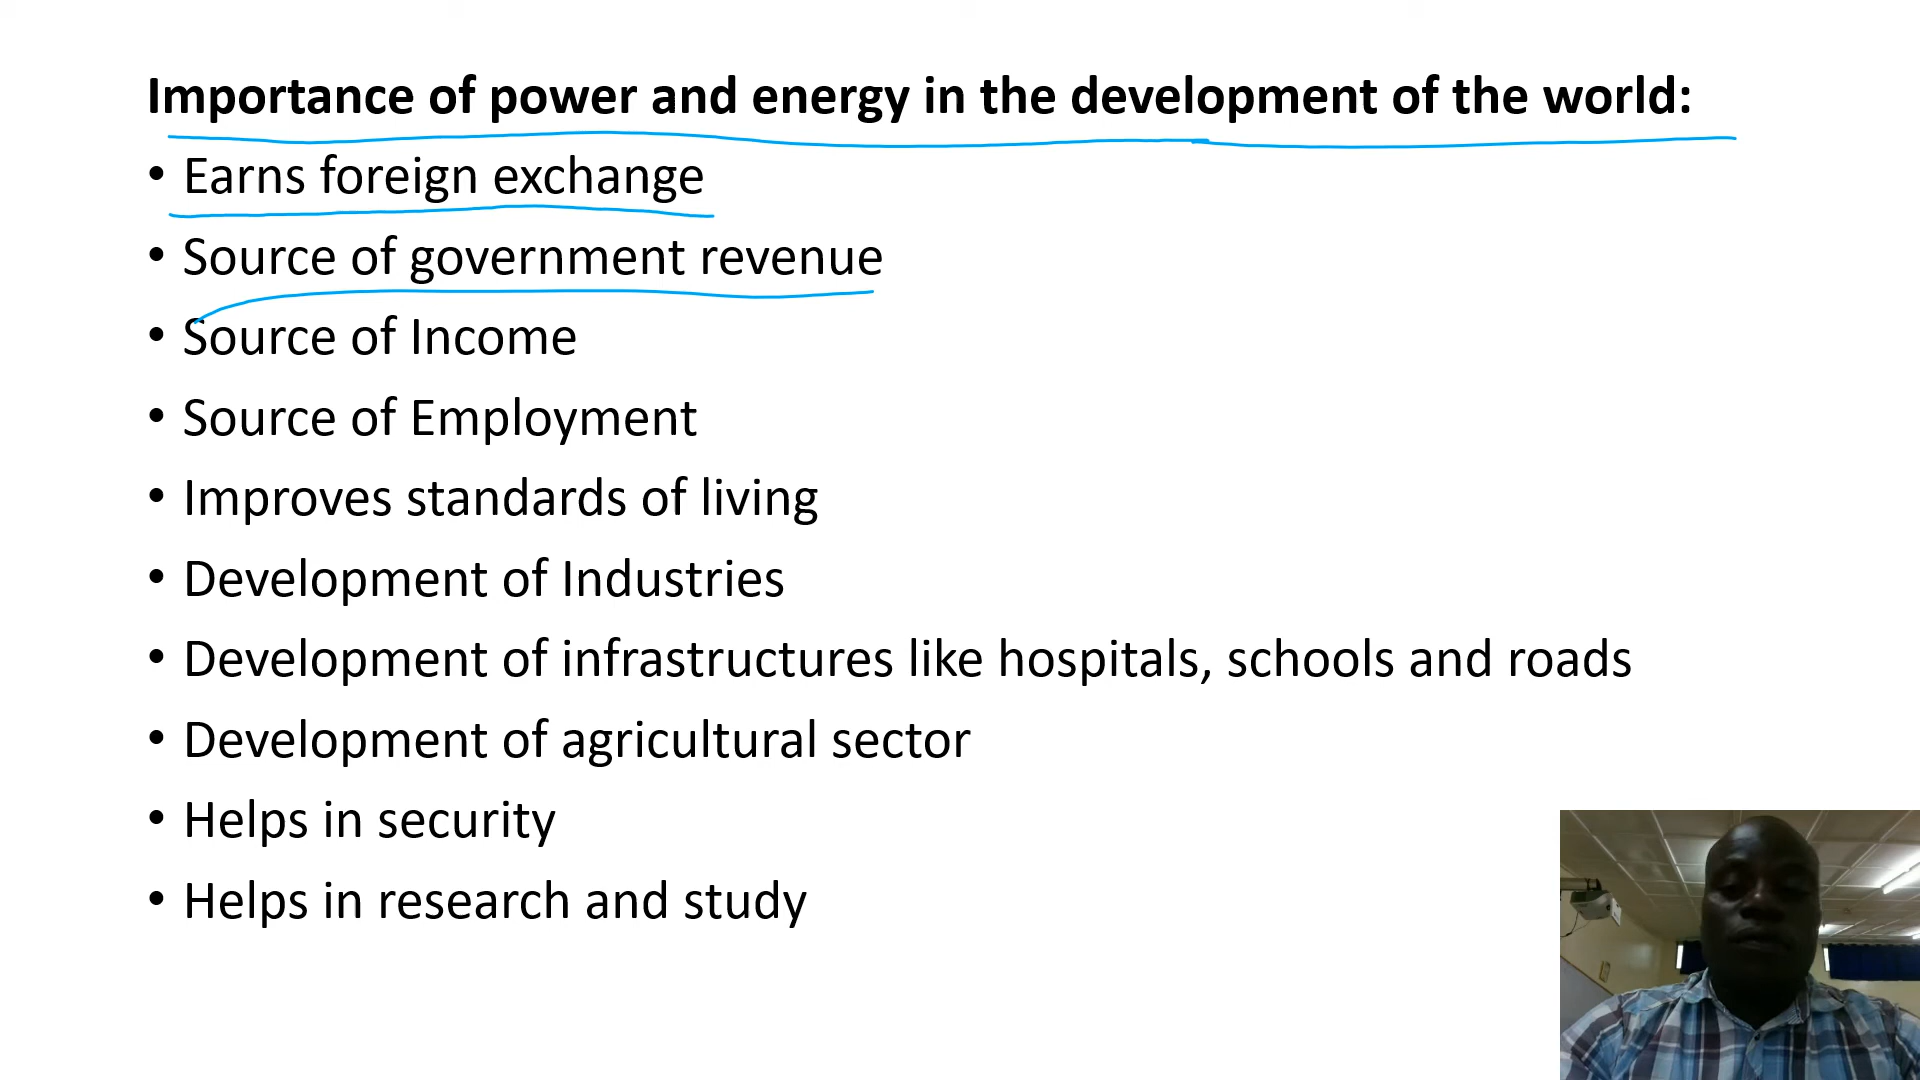 Importance of power and energy in the development of the world:
• Earns foreign exchange
• Source of government revenue
• Source of Income
• Source of Employment
• Improves standards of living
• Development of Industries
• Development of infrastructures like hospitals, schools and roads
• Development of agricultural sector
• Helps in security
• Helps in research and study